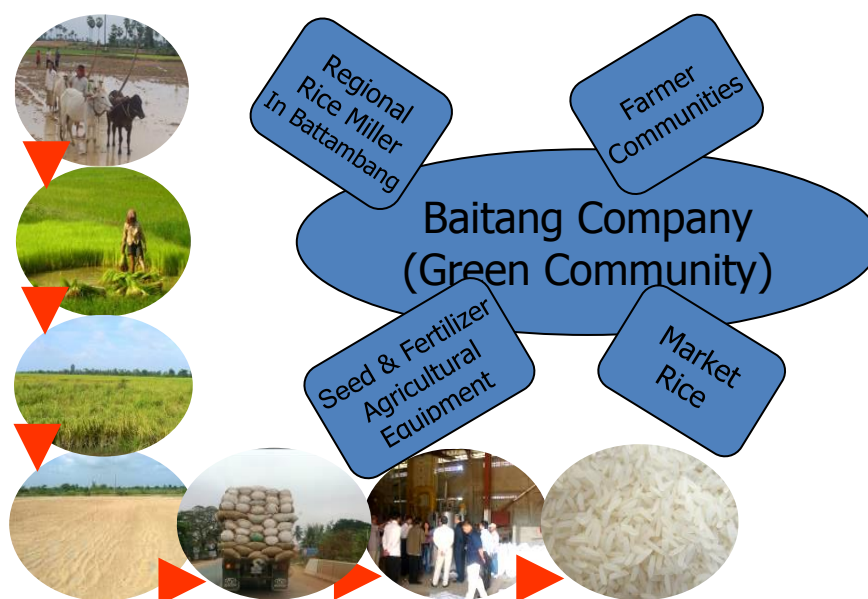 Regional
Rice Miller
In Battambang
Farmer
Communities
Baitang Company
(Green Community)
Seed & Fertilizer
Agricultural
Equipment
Market
Rice